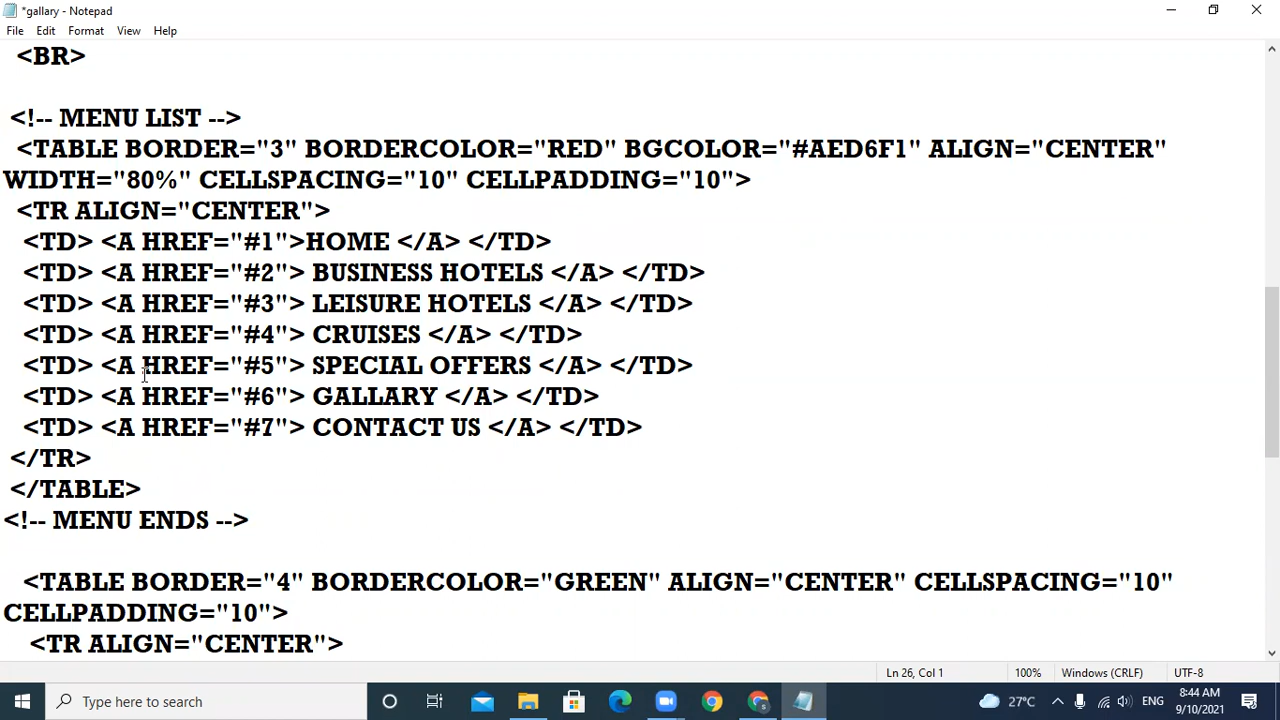 *gallary - Notepad
File Edit Format View Help
<BR>
<!-- MENU LIST -->
<TABLE BORDER="3" BORDERCOLOR="RED" BGCOLOR="#AED6F1" ALIGN="CENTER"
WIDTH="80%" CELLSPACING="10" CELLPADDING="10">
<TR ALIGN="CENTER">
<TD> <A HREF="#1">HOME </A> </TD>
<TD> <A HREF="#2"> BUSINESS HOTELS </A> </TD>
<TD> <A HREF="#3"> LEISURE HOTELS </A> </TD>
<TD> <A HREF="#4"> CRUISES </A> </TD>
<TD> <A HREF="#5"> SPECIAL OFFERS </A> </TD>
<TD> <A HREF="#6"> GALLARY </A> </TD>
<TD> <A HREF="#7"> CONTACT US </A> </TD>
</TR>
</TABLE>
<!-- MENU ENDS -->
<TABLE BORDER="4" BORDERCOLOR="GREEN" ALIGN="CENTER" CELLSPACING="10"
CELLPADDING="10">
<TR ALIGN="CENTER">
Ln 26, Col 1 100% Windows (CRLF) UTF-8
Type here to search 27°C ENG 8:44 AM
9/10/2021